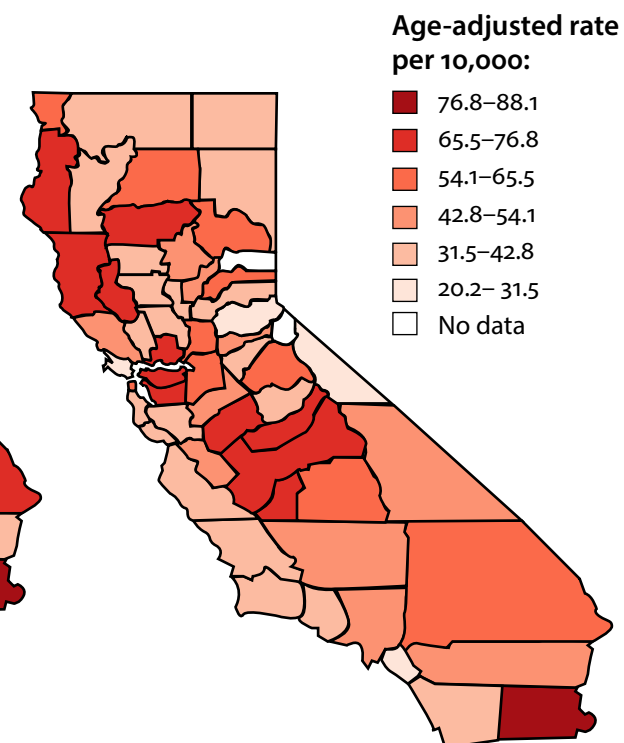 Age-adjusted rate
per 10,000:
76.8–88.1
65.5–76.8
54.1–65.5
42.8–54.1
31.5–42.8
20.2– 31.5
No data